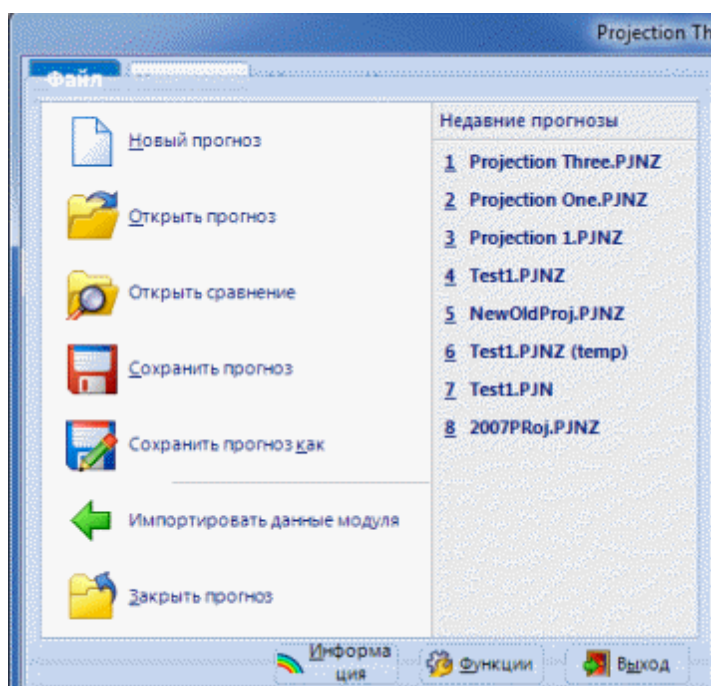 Projection Th
Файл
Новый прогноз
Открыть прогноз
Открыть сравнение
Сохранить прогноз
Сохранить прогноз как
Импортировать данные модуля
Закрыть прогноз
Недавние прогнозы
1 Projection Three.PJNZ
2 Projection One.PJNZ
3 Projection 1.PJNZ
4 Test1.PJNZ
5 NewOldProj.PJNZ
6 Test1.PJNZ (temp)
7 Test1.PJN
8 2007PRoj.PJNZ
Информа
ция
Функции
Выход